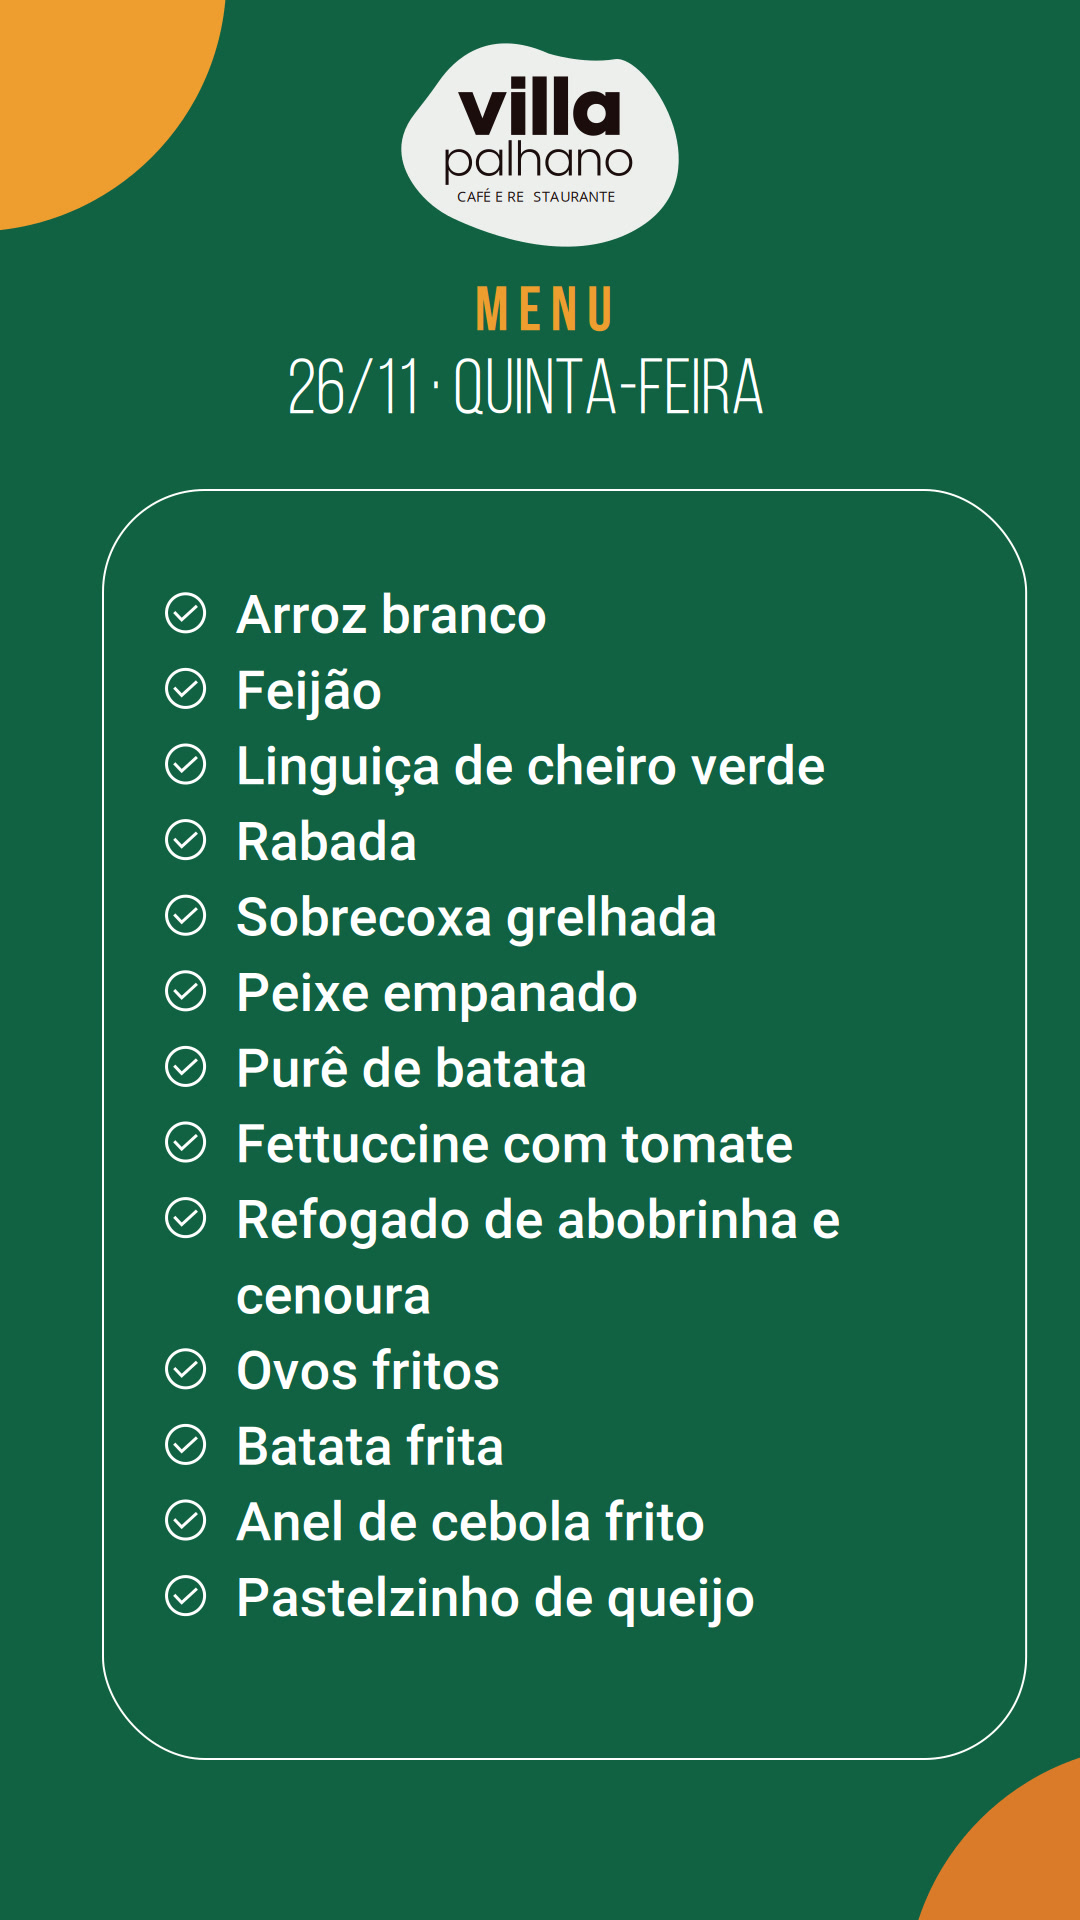 villa
palhano
CAFÉ E RE STAURANTE
MENU
26/11 · QUINTA-FEIRA
Arroz branco
Feijão
Linguiça de cheiro verde
Rabada
Sobrecoxa grelhada
Peixe empanado
Purê de batata
Fettuccine com tomate
Refogado de abobrinha e
cenoura
Ovos fritos
Batata frita
Anel de cebola frito
Pastelzinho de queijo